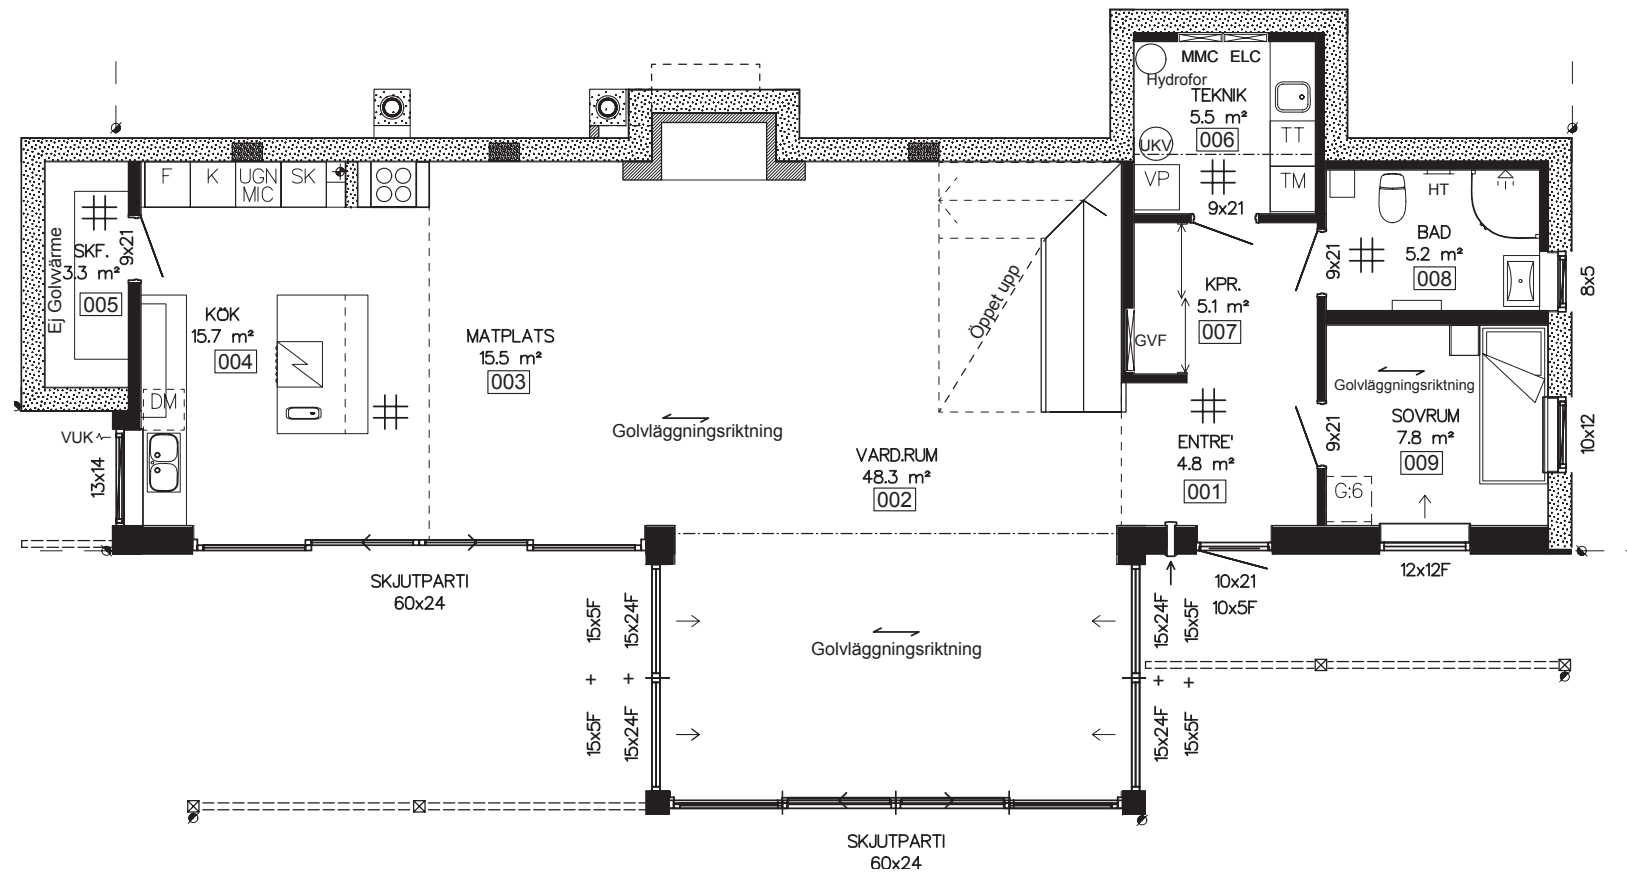 MMC ELC
Hydrofor
TEKNIK
5.5 m²
006
UKV
VP
TT
TM
9x21
F
K
UGN
MIC
SK
HT
BAD
5.2 m²
008
9x21
8x5
SKF.
3.3 m²
005
Ej Golvvärme
9x21
KÖK
15.7 m²
004
MATPLATS
15.5 m²
003
Öppet upp
KPR.
5.1 m²
007
GVF
Golvläggningsriktning
SOVRUM
7.8 m²
009
9x21
10x12
DM
VUK
13x14
Golvläggningsriktning
VARD.RUM
48.3 m²
002
ENTRE'
4.8 m²
001
G:6
SKJUTPARTI
60x24
10x21
10x5F
12x12F
15x5F
+
15x5F
15x24F
+
15x24F
Golvläggningsriktning
15x24F
+
15x24F
15x5F
+
15x5F
SKJUTPARTI
60x24